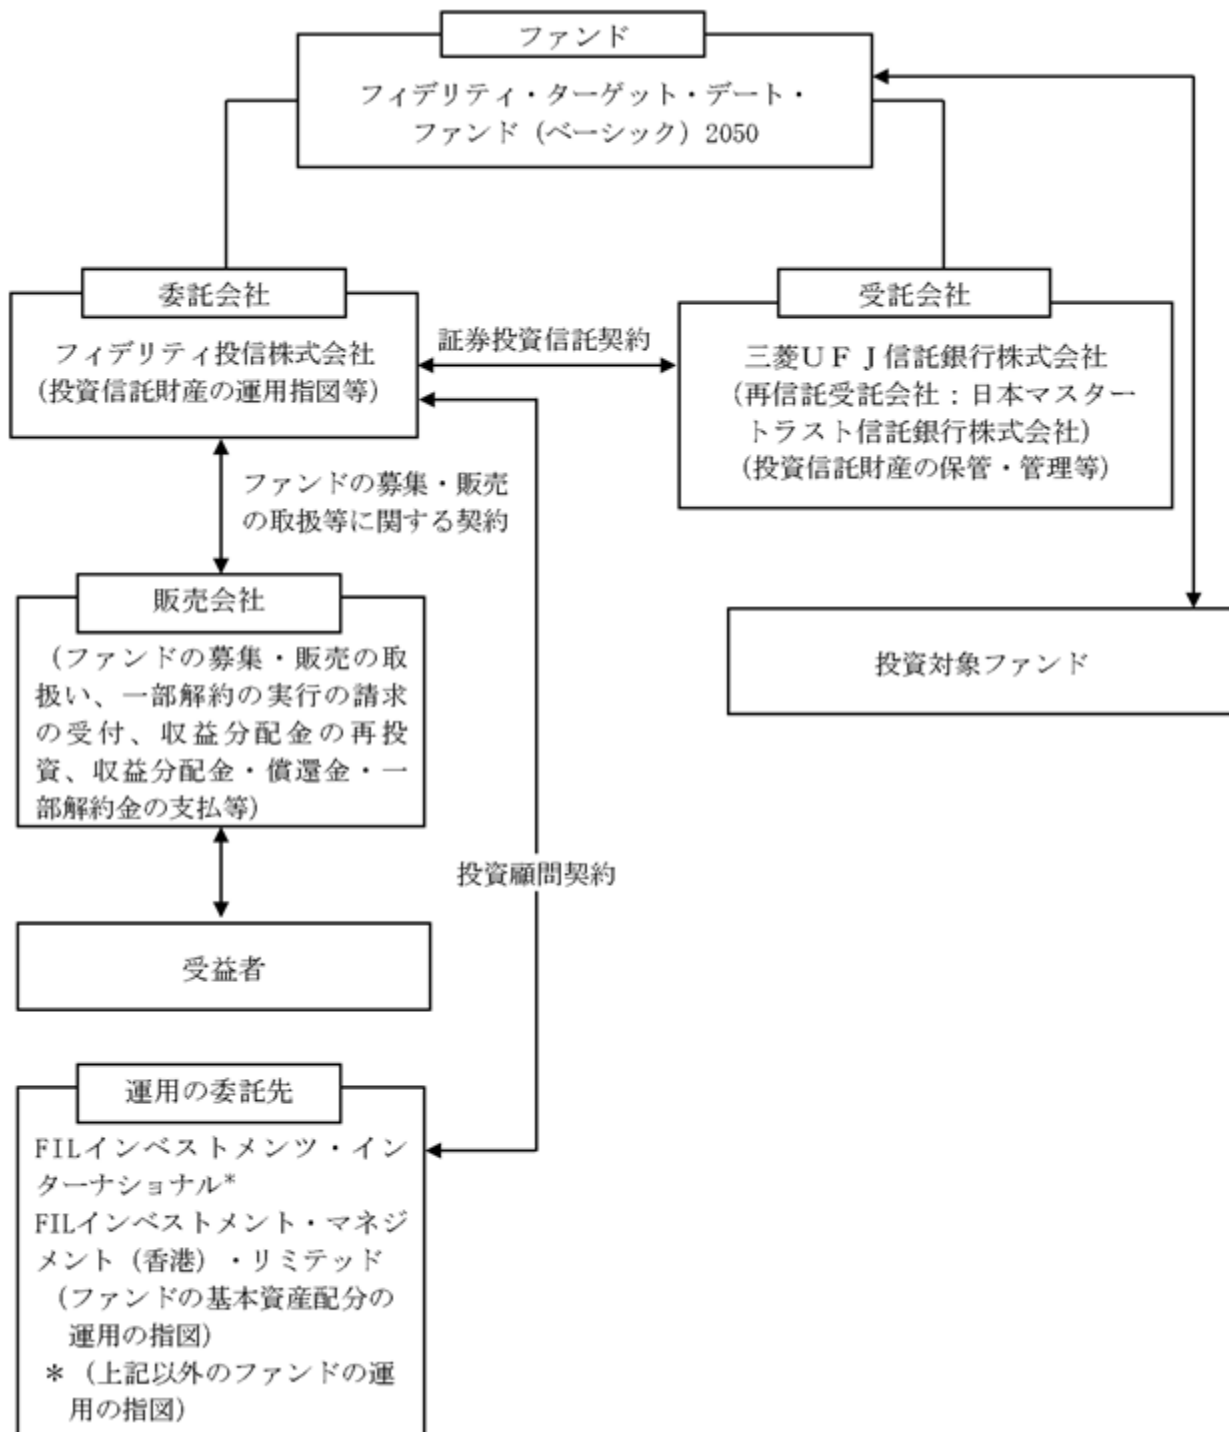 ファンド
フィデリティ・ターゲット・デート・
ファンド（ベーシック）2050
委託会社
フィデリティ投信株式会社
（投資信託財産の運用指図等）
証券投資信託契約
受託会社
三菱ＵＦＪ信託銀行株式会社
（再信託受託会社：日本マスター
トラスト信託銀行株式会社）
（投資信託財産の保管・管理等）
ファンドの募集・販売
の取扱等に関する契約
販売会社
（ファンドの募集・販売の取
扱い、一部解約の実行の請求
の受付、収益分配金の再投
資、収益分配金・償還金・一
部解約金の支払等）
投資対象ファンド
投資顧問契約
受益者
運用の委託先
FILインベストメンツ・イン
ターナショナル*
FILインベストメント・マネジ
メント（香港）・リミテッド
（ファンドの基本資産配分の
運用の指図）
＊（上記以外のファンドの運
用の指図）